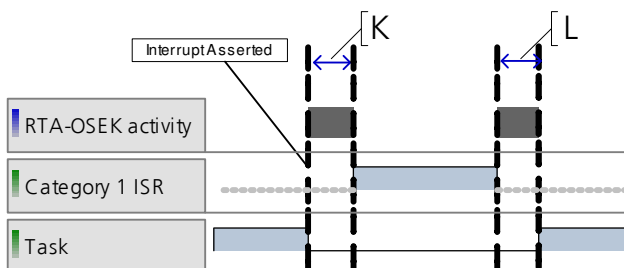 K
L
Interrupt Asserted
RTA-OSEK activity
Category 1 ISR
Task